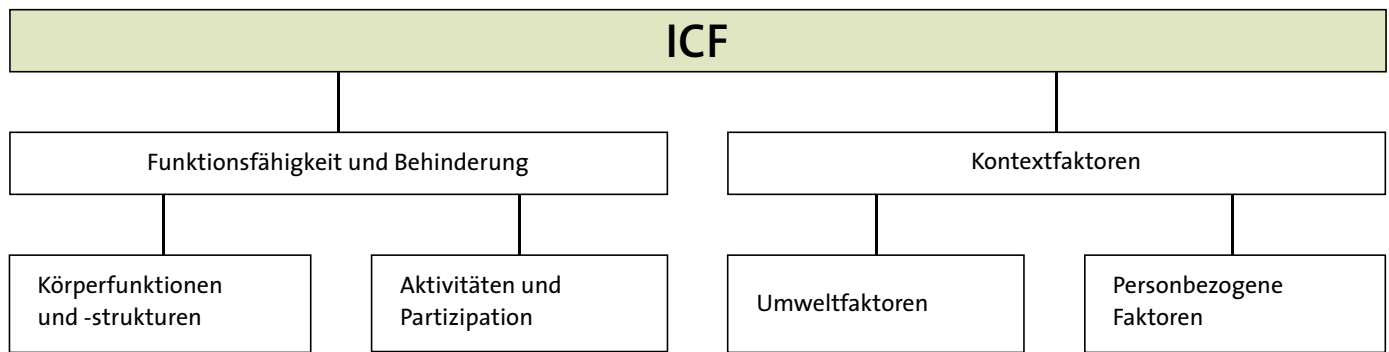 ICF
Funktionsfähigkeit und Behinderung
Kontextfaktoren
Körperfunktionen
und -strukturen
Aktivitäten und
Partizipation
Umweltfaktoren
Personbezogene
Faktoren